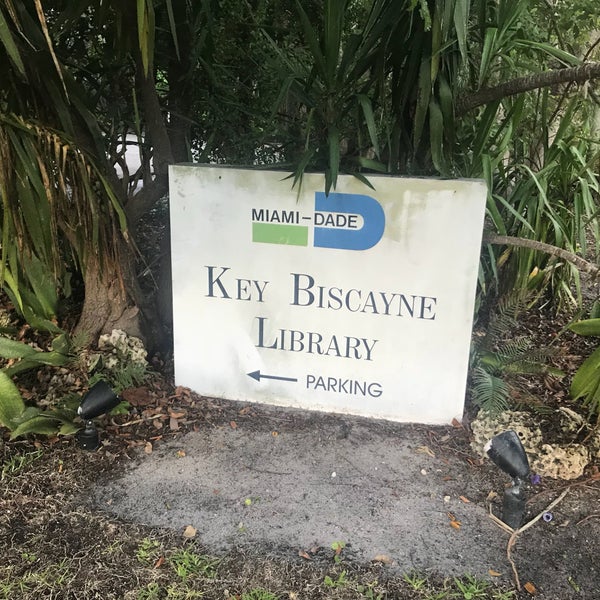 MIAMI-DADE
KEY BISCAYNE
LIBRARY
← PARKING